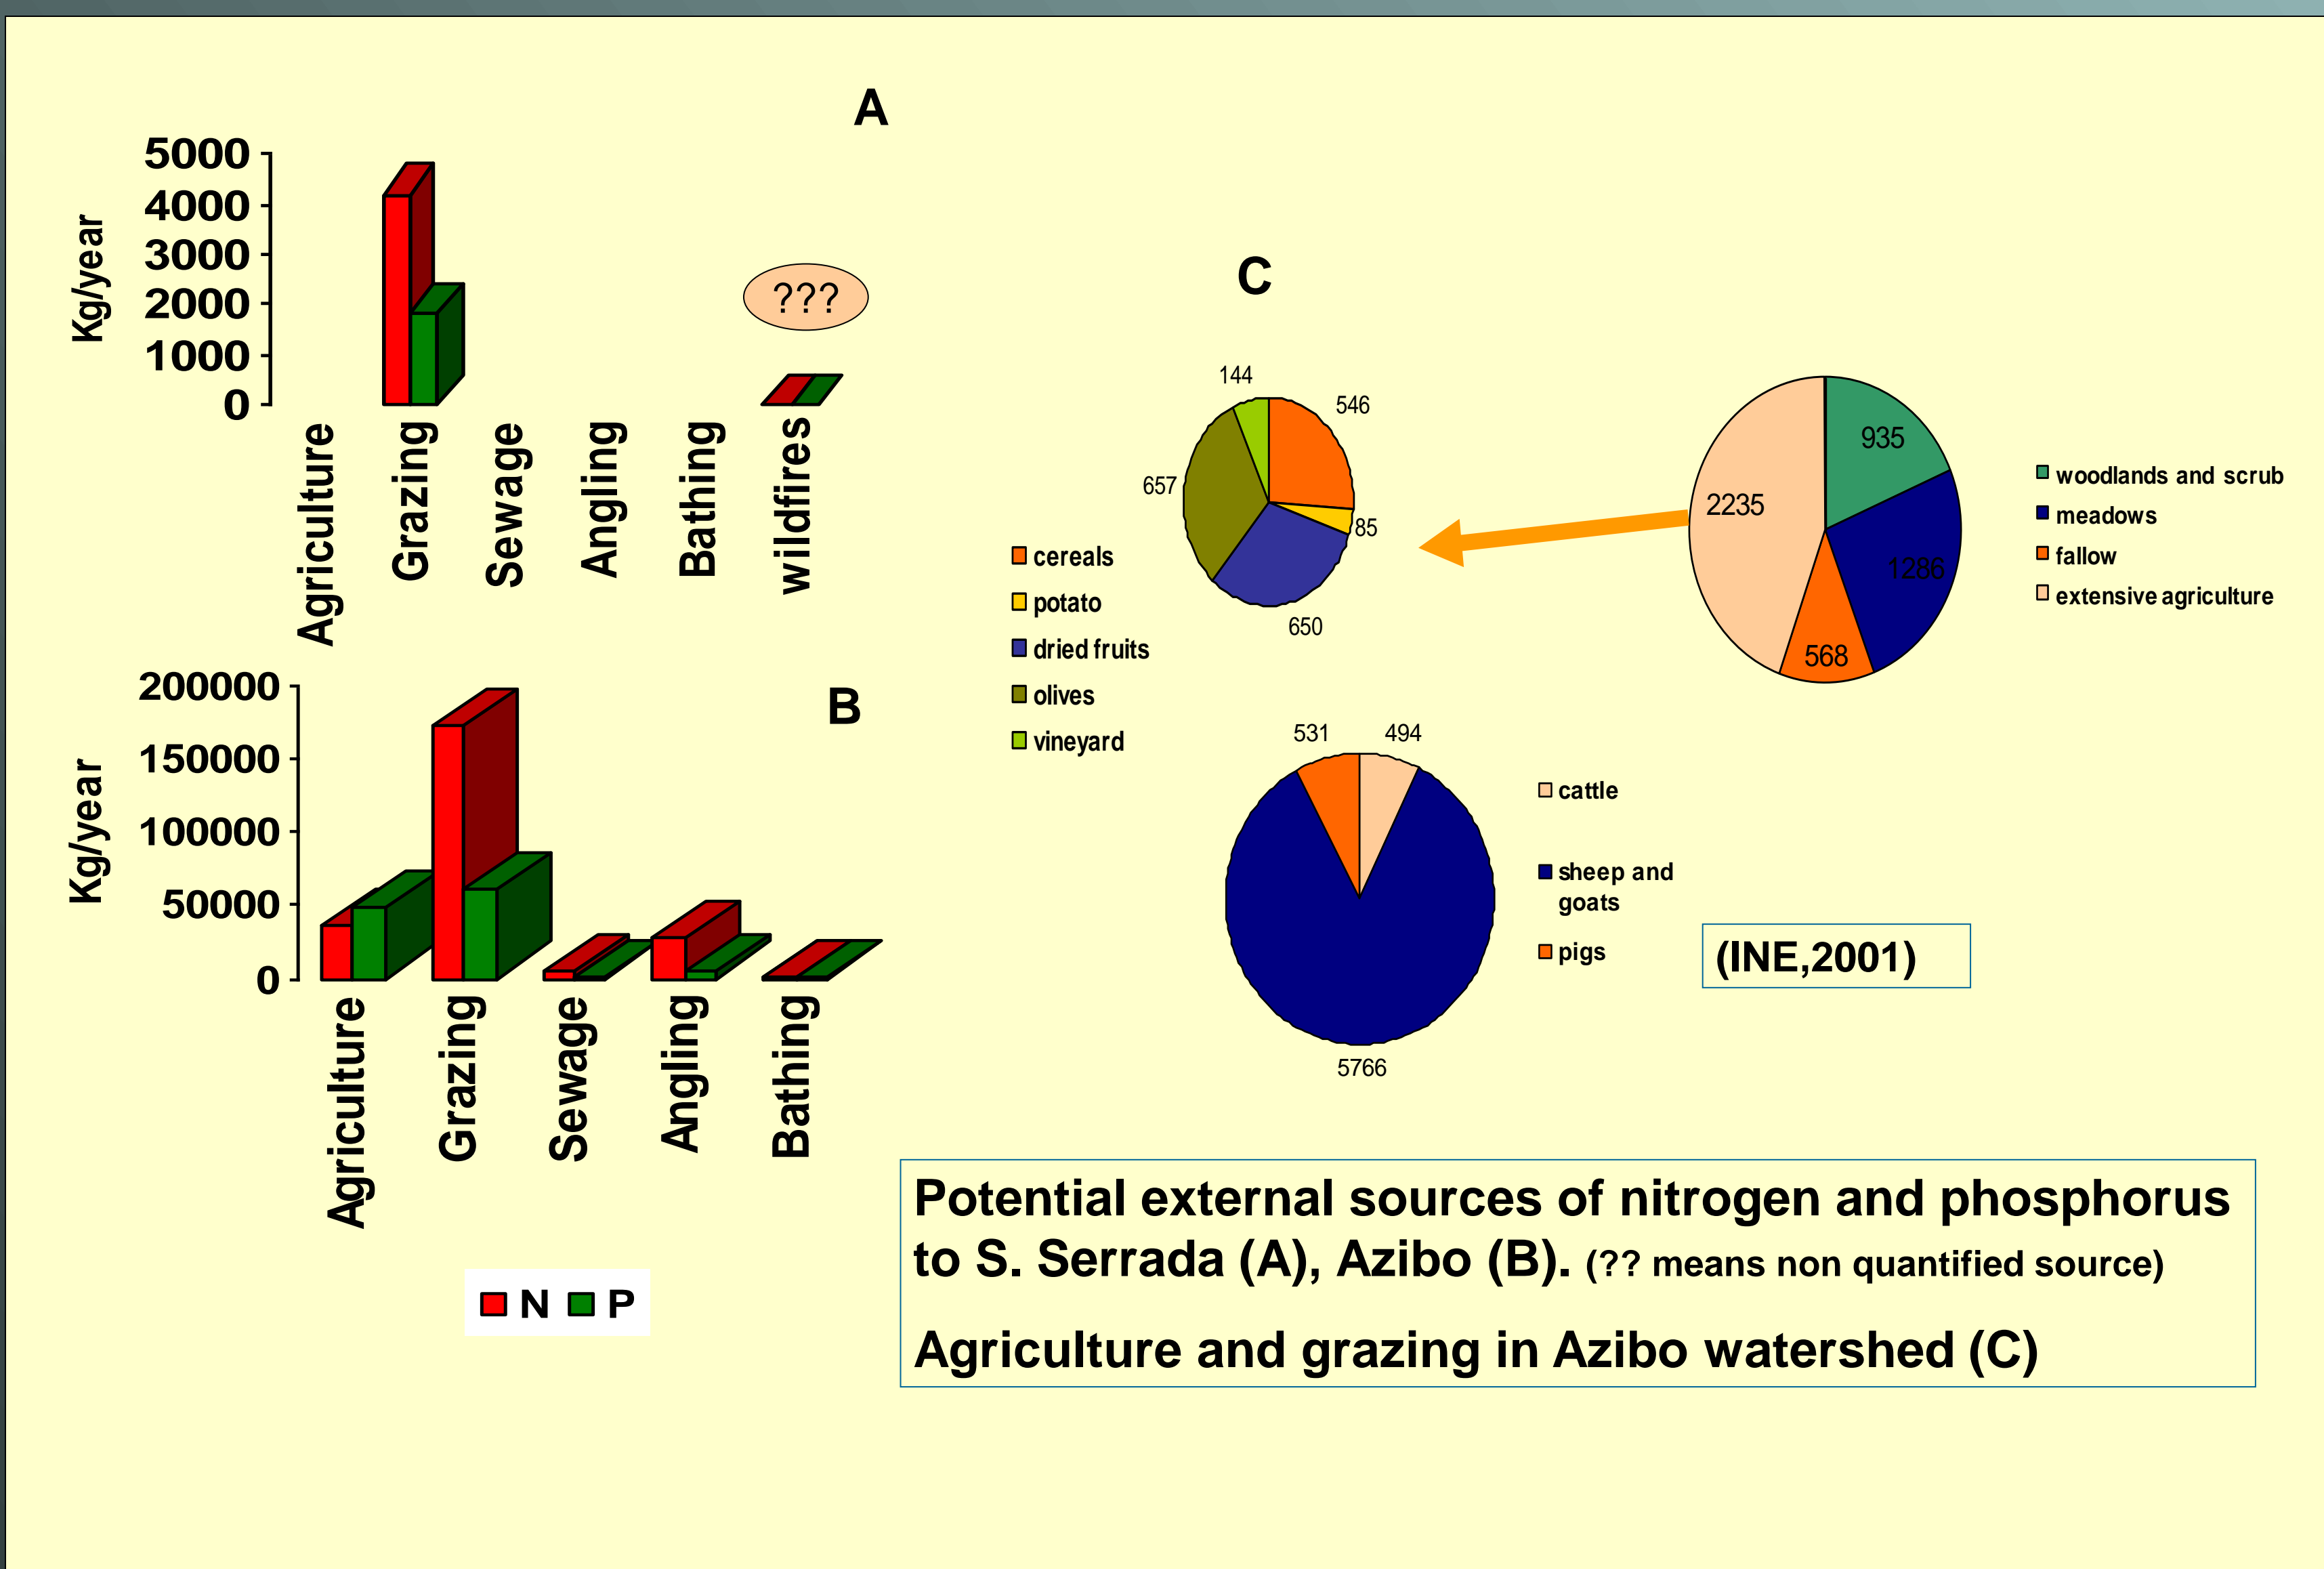 A
5000
4000
3000
2000
1000
0
Kg/year
???
Agriculture
Grazing
Sewage
Angling
Bathing
wildfires
B
200000
150000
100000
50000
0
Kg/year
Agriculture
Grazing
Sewage
Angling
Bathing
N P
C
144
546
657
85
650
cereals
potato
dried fruits
olives
vineyard
935
2235
1286
568
woodlands and scrub
meadows
fallow
extensive agriculture
531
494
5766
cattle
sheep and
goats
pigs
(INE,2001)
Potential external sources of nitrogen and phosphorus
to S. Serrada (A), Azibo (B). (?? means non quantified source)
Agriculture and grazing in Azibo watershed (C)